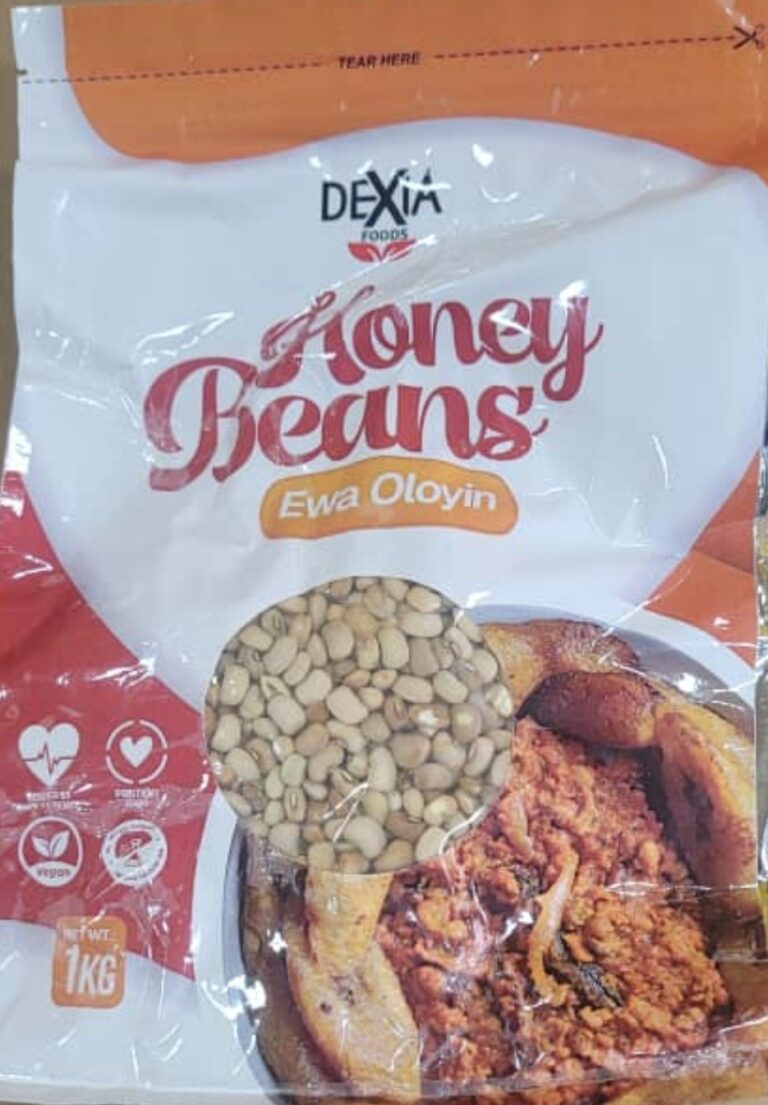 TEAR HERE
DEXIA
FOODS
Honey
Beans
Ewa Oloyin
Vegan
NET WT.:
1KG